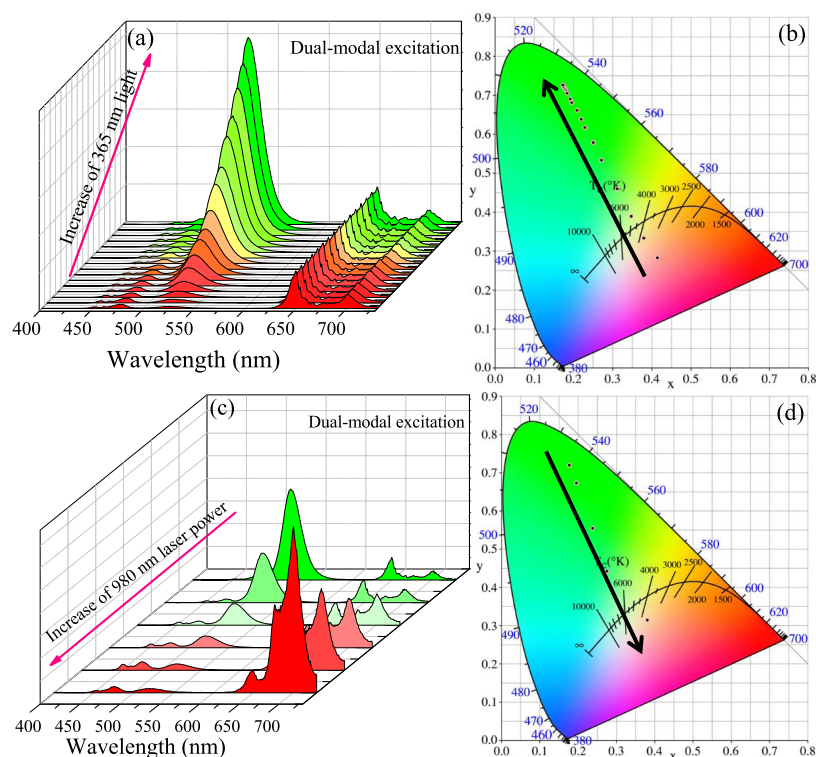 (a)
Dual-modal excitation
Increase of 365 nm light
400 450 500 550 600 650 700
Wavelength (nm)
(b)
0.9
0.8
0.7
0.6
0.5
y
0.4
0.3
0.2
0.1
0.0
0.0 0.1 0.2 0.3 0.4 0.5 0.6 0.7 0.8
x
520
540
560
500
580
(°K)
3000 2500
4000
10000
2000 1500
600
620
700
∞
490
480
470
460
380
(c)
Dual-modal excitation
Increase of 980 nm laser power
400 450 500 550 600 650 700
Wavelength (nm)
(d)
0.9
0.8
0.7
0.6
0.5
y
0.4
0.3
0.2
0.1
0.0
0.0 0.1 0.2 0.3 0.4 0.5 0.6 0.7 0.8
x
520
540
560
500
580
(°K)
3000 2500
4000
6000
10000
2000 1500
600
620
700
∞
490
480
470
460
380